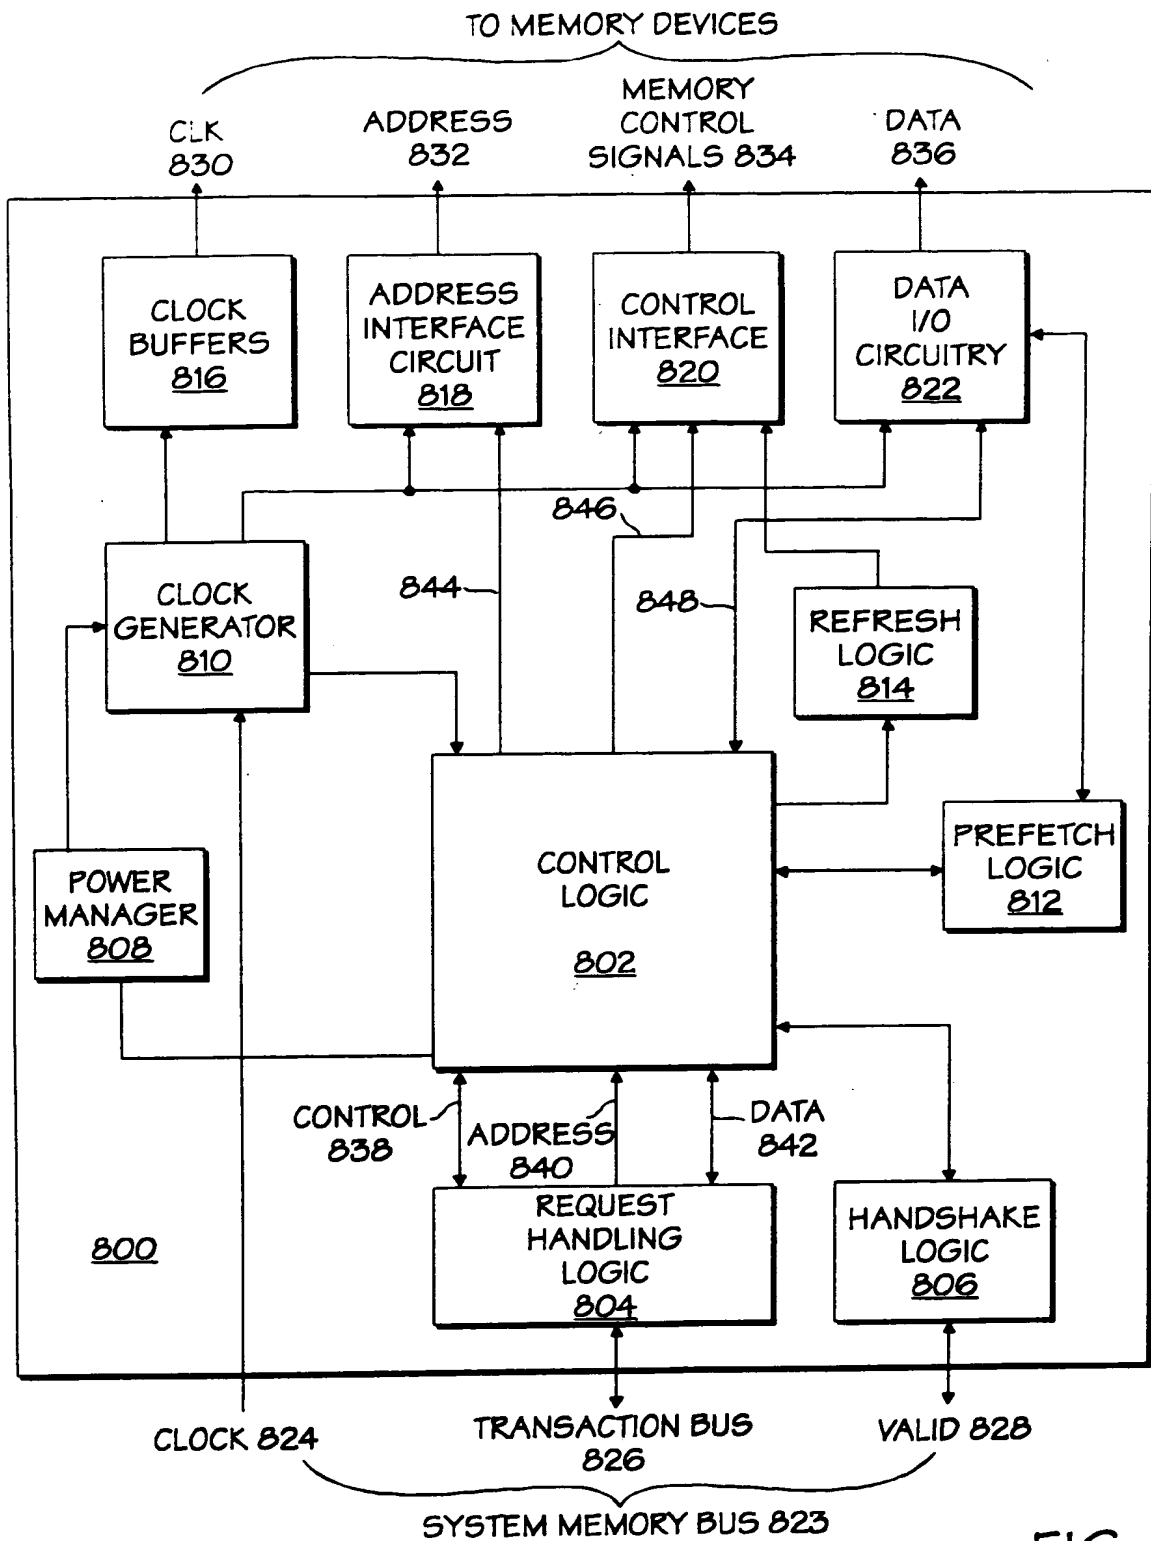 TO MEMORY DEVICES
CLK
830
ADDRESS
832
MEMORY
CONTROL
SIGNALS 834
DATA
836
CLOCK
BUFFERS
816
ADDRESS
INTERFACE
CIRCUIT
818
CONTROL
INTERFACE
820
DATA
I/O
CIRCUITRY
822
846
844
848
CLOCK
GENERATOR
810
REFRESH
LOGIC
814
POWER
MANAGER
808
CONTROL
LOGIC
802
PREFETCH
LOGIC
812
CONTROL
838
ADDRESS
840
DATA
842
800
REQUEST
HANDLING
LOGIC
804
HANDSHAKE
LOGIC
806
CLOCK 824
TRANSACTION BUS
826
VALID 828
SYSTEM MEMORY BUS 823